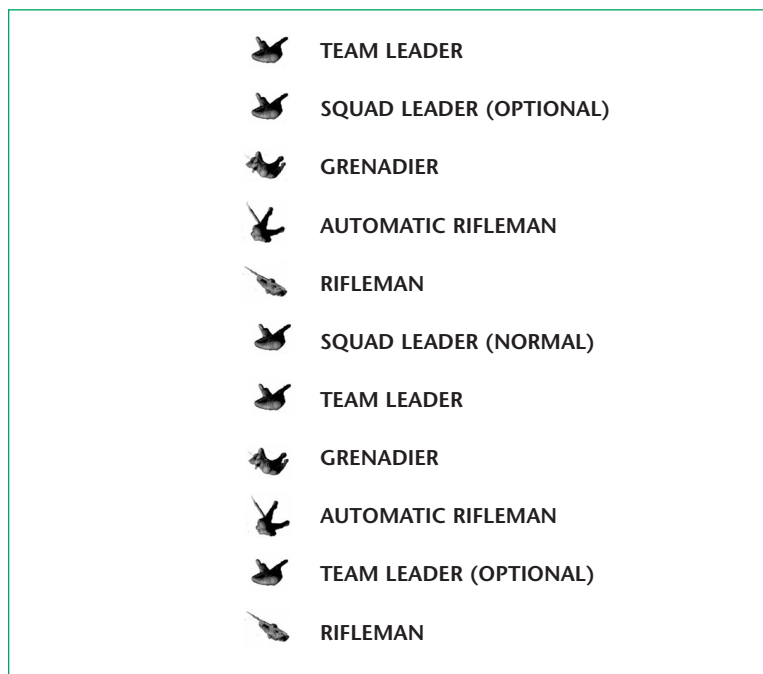 TEAM LEADER
SQUAD LEADER (OPTIONAL)
GRENADIER
AUTOMATIC RIFLEMAN
RIFLEMAN
SQUAD LEADER (NORMAL)
TEAM LEADER
GRENADIER
AUTOMATIC RIFLEMAN
TEAM LEADER (OPTIONAL)
RIFLEMAN